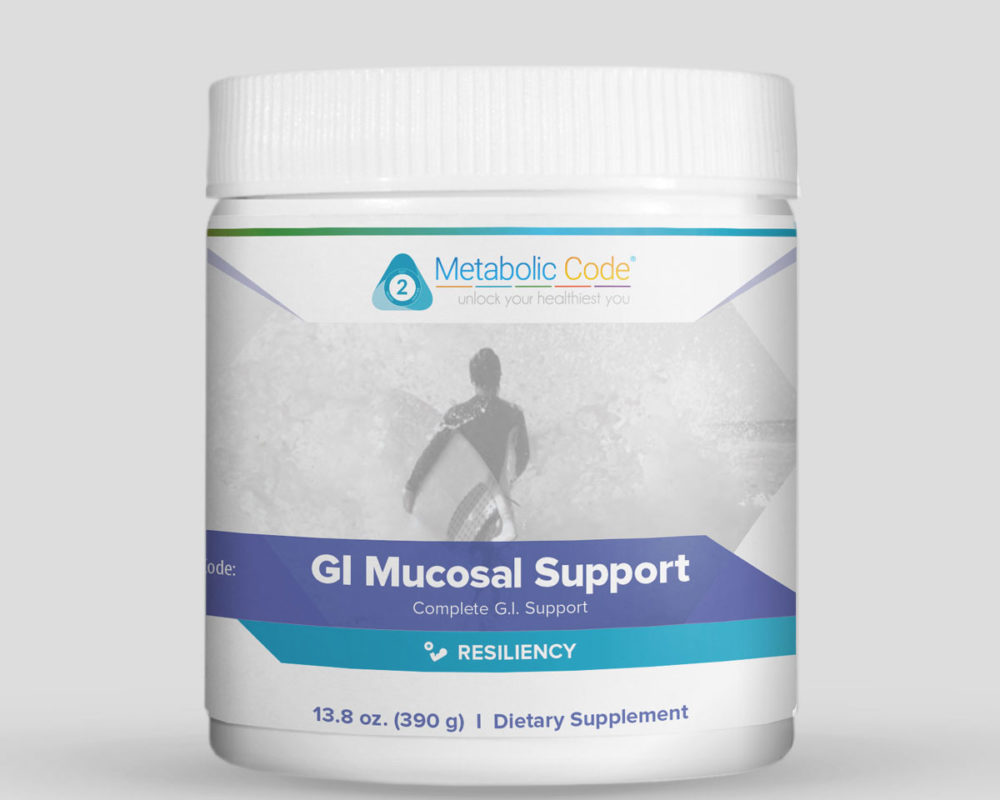 2
Metabolic Code®
unlock your healthiest you
ode:
GI Mucosal Support
Complete G.I. Support
RESILIENCY
13.8 oz. (390 g) | Dietary Supplement